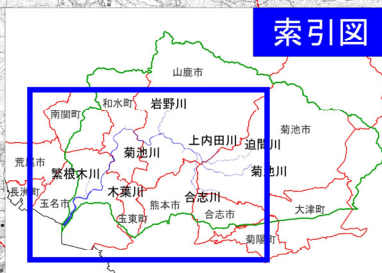 索引図
山鹿市
和水町
岩野川
南関町
上内田川
迫間川
菊池市
菊池川
荒尾市
繁根木川
菊池川
長洲町
木葉川
合志川
玉名市
玉東町
熊本市
合志市
大津町
菊陽町